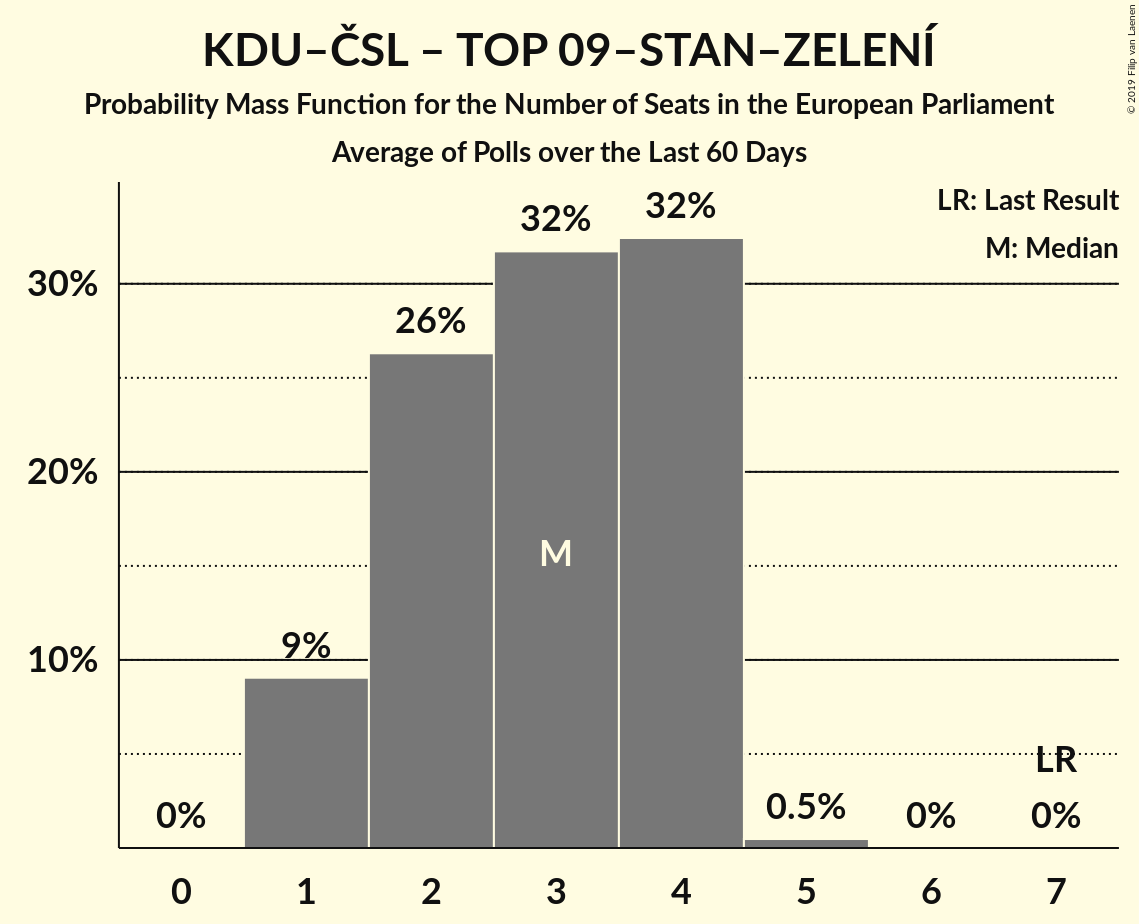 KDU–ČSL – TOP 09–STAN–ZELENÍ
Probability Mass Function for the Number of Seats in the European Parliament
Average of Polls over the Last 60 Days
© 2019 Filip van Laenen
LR: Last Result
M: Median
30%
20%
10%
0%
9%
26%
32%
32%
0.5%
0%
0%
M
LR
0 1 2 3 4 5 6 7